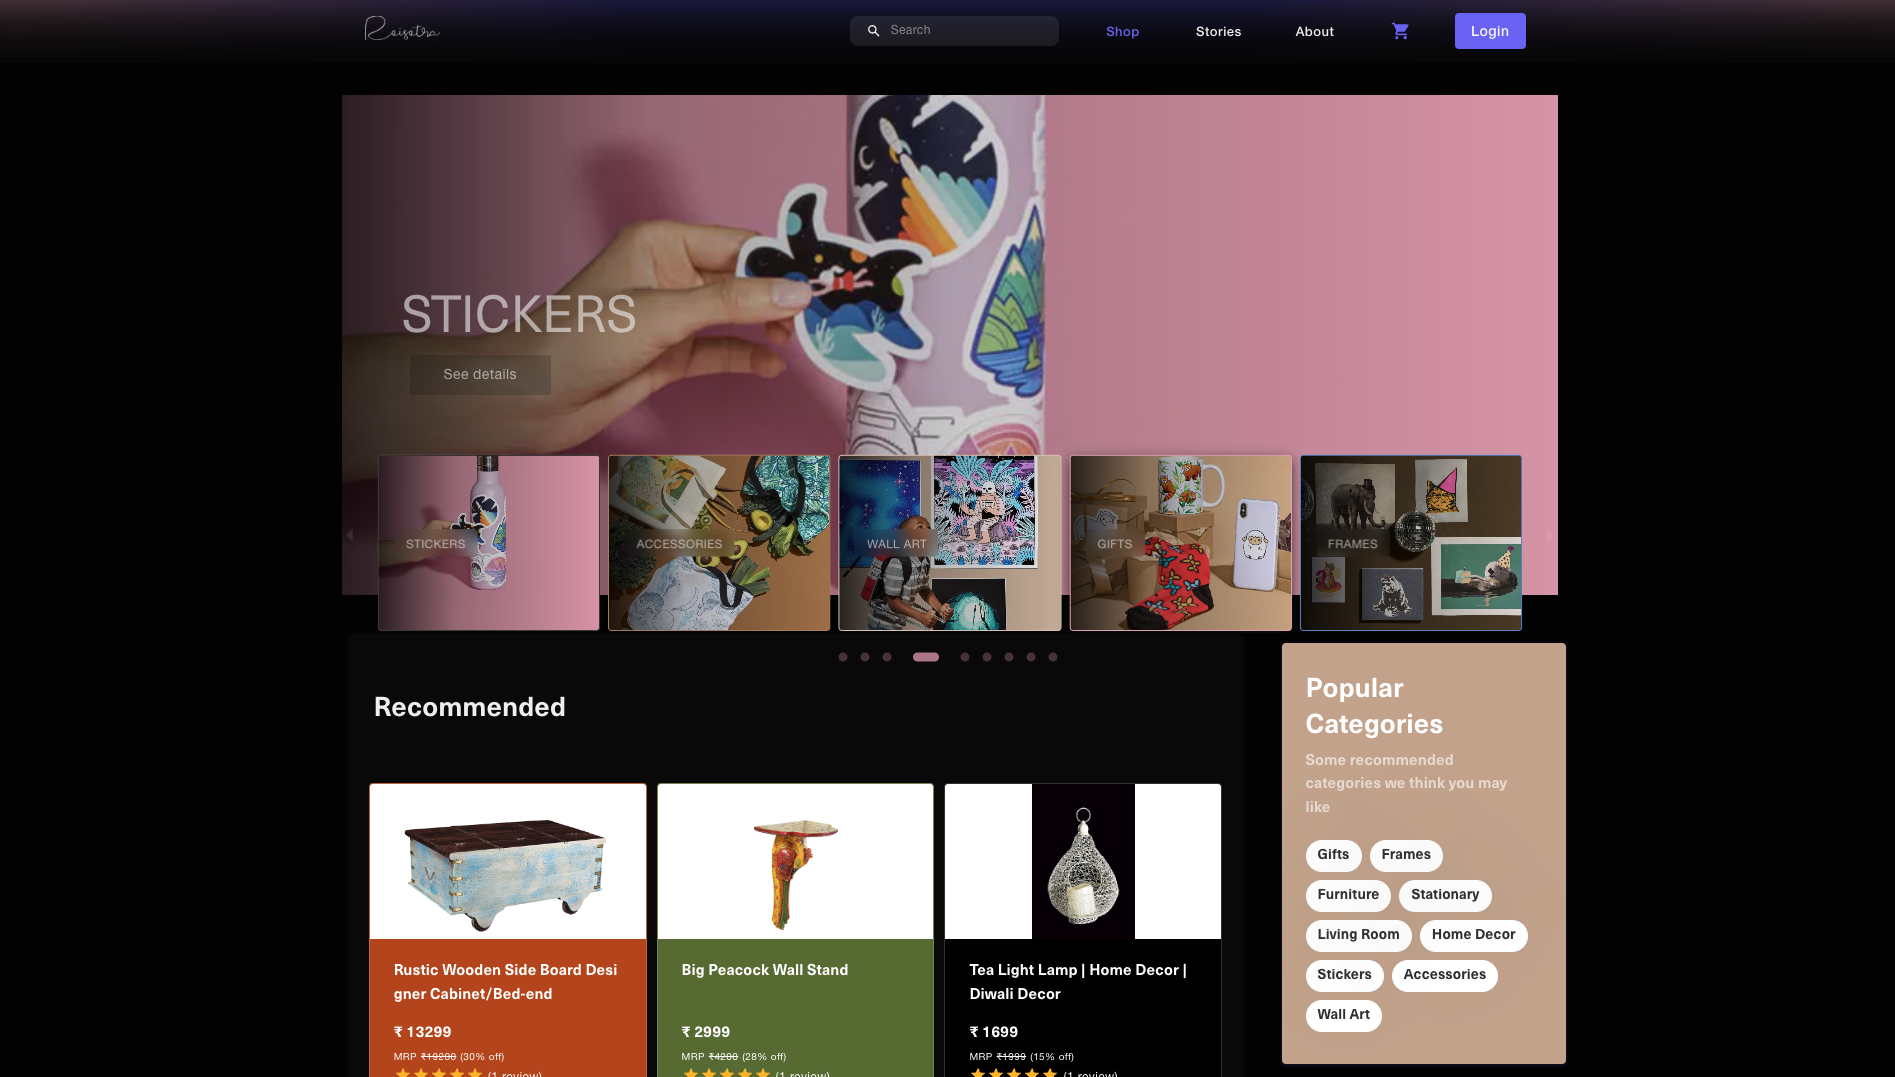 Roisetra
Search
Shop
Stories
About
Login
STICKERS
See details
STICKERS
ACCESSORIES
WALL ART
GIFTS
FRAMES
Recommended
Rustic Wooden Side Board Desi
gner Cabinet/Bed-end
₹ 13299
MRP ₹19200 (30% off)
(1 review)
Big Peacock Wall Stand
₹ 2999
MRP ₹4200 (28% off)
(1 review)
Tea Light Lamp | Home Decor |
Diwali Decor
₹ 1699
MRP ₹1999 (15% off)
(1 review)
Popular
Categories
Some recommended
categories we think you may
like
Gifts
Frames
Furniture
Stationary
Living Room
Home Decor
Stickers
Accessories
Wall Art